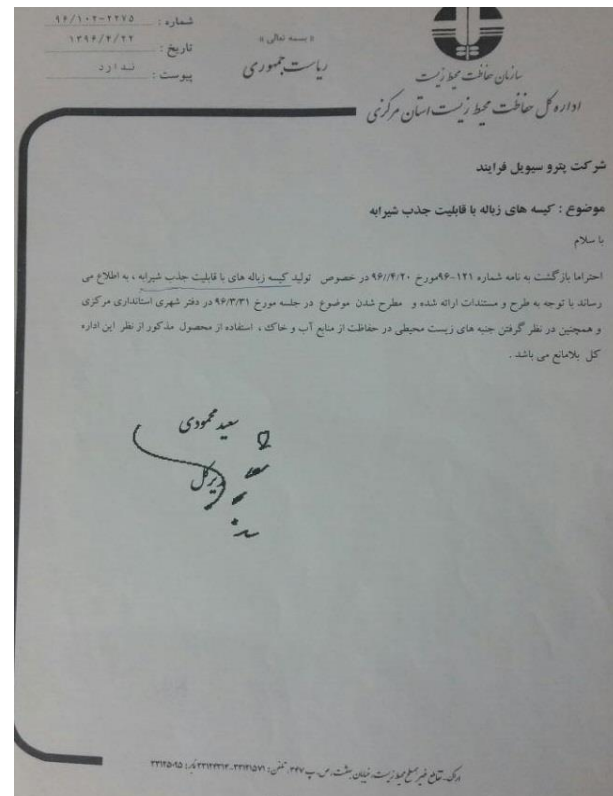 شماره : ۹۶/۱۰۲-۲۲۷۵
تاریخ : ۱۳۹۶/۴/۲۲
پیوست : ندارد
« بسمه تعالی »
ریاست جمهوری
سازمان حفاظت محیط زیست
اداره کل حفاظت محیط زیست استان مرکزی
شرکت پترو سیویل فرایند
موضوع : کیسه های زباله با قابلیت جذب شیرابه
با سلام
احتراما بازگشت به نامه شماره ۱۲۱-۹۶مورخ ۹۶//۴/۲۰ در خصوص تولید کیسه زباله های با قابلیت جذب شیرابه ، به اطلاع می
رساند با توجه به طرح و مستندات ارائه شده و مطرح شدن موضوع در جلسه مورخ ۹۶/۳/۳۱ در دفتر شهری استانداری مرکزی
و همچنین در نظر گرفتن جنبه های زیست محیطی در حفاظت از منابع آب و خاک ، استفاده از محصول مذکور از نظر این اداره
کل بلامانع می باشد .
سعید محمودی
مدیرکل